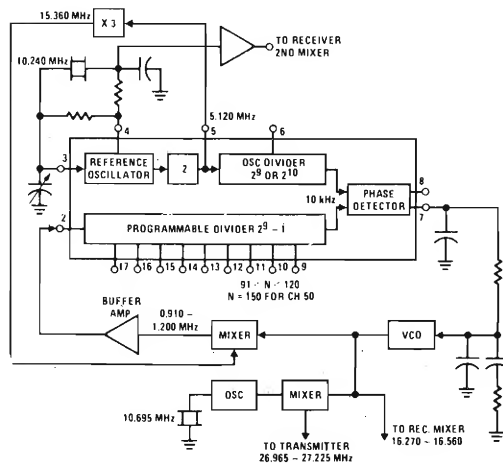 15.360 MHz
X 3
TO RECEIVER
2ND MIXER
10.240 MHz
5.120 MHz
4
5
6
3
REFERENCE
OSCILLATOR
2
OSC DIVIDER
2⁹ OR 2¹⁰
8
10 kHz
PHASE
DETECTOR
7
2
PROGRAMMABLE DIVIDER 2⁹ - 1
17
16
15
14
13
12
11
10
9
N = 150 FOR CH 50
BUFFER
AMP
0.910 -
1.200 MHz
MIXER
VCO
10.695 MHz
OSC
MIXER
TO TRANSMITTER
26.965 ~ 27.225 MHz
TO REC. MIXER
16.270 ~ 16.560